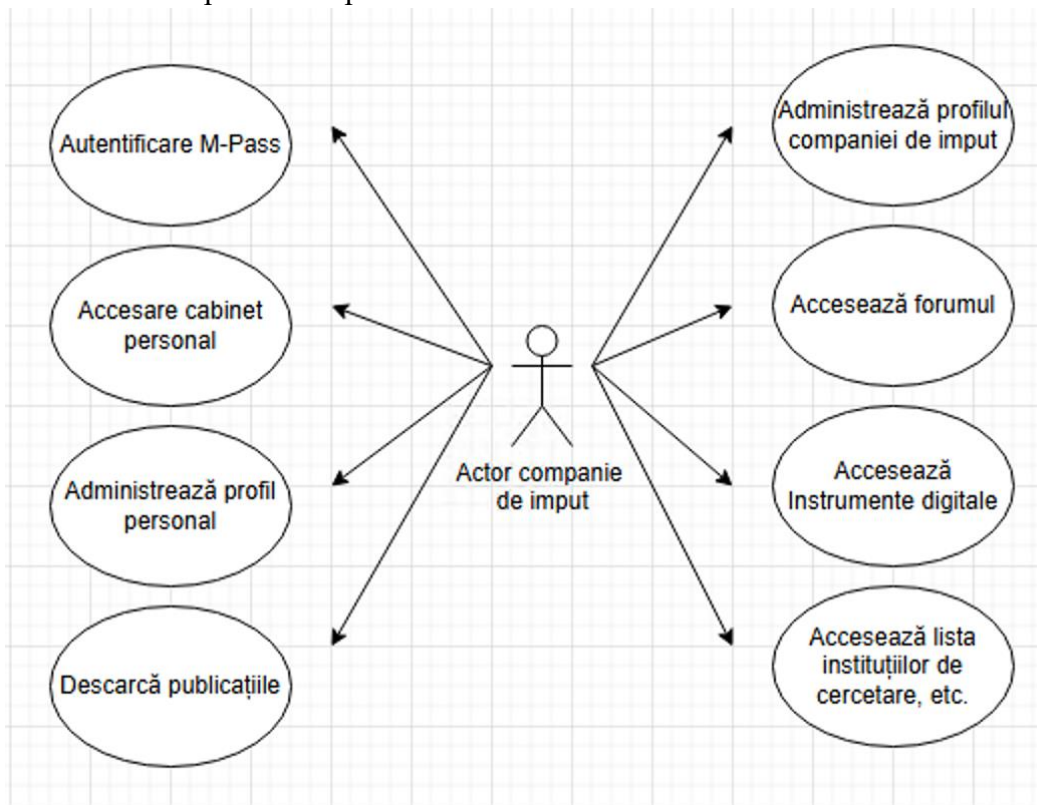 Autentificare M-Pass
Accesare cabinet
personal
Administrează profil
personal
Descarcă publicațiile
Actor companie
de imput
Administrează profilul
companiei de imput
Accesează forumul
Accesează
Instrumente digitale
Accesează lista
instituțiilor de
cercetare, etc.